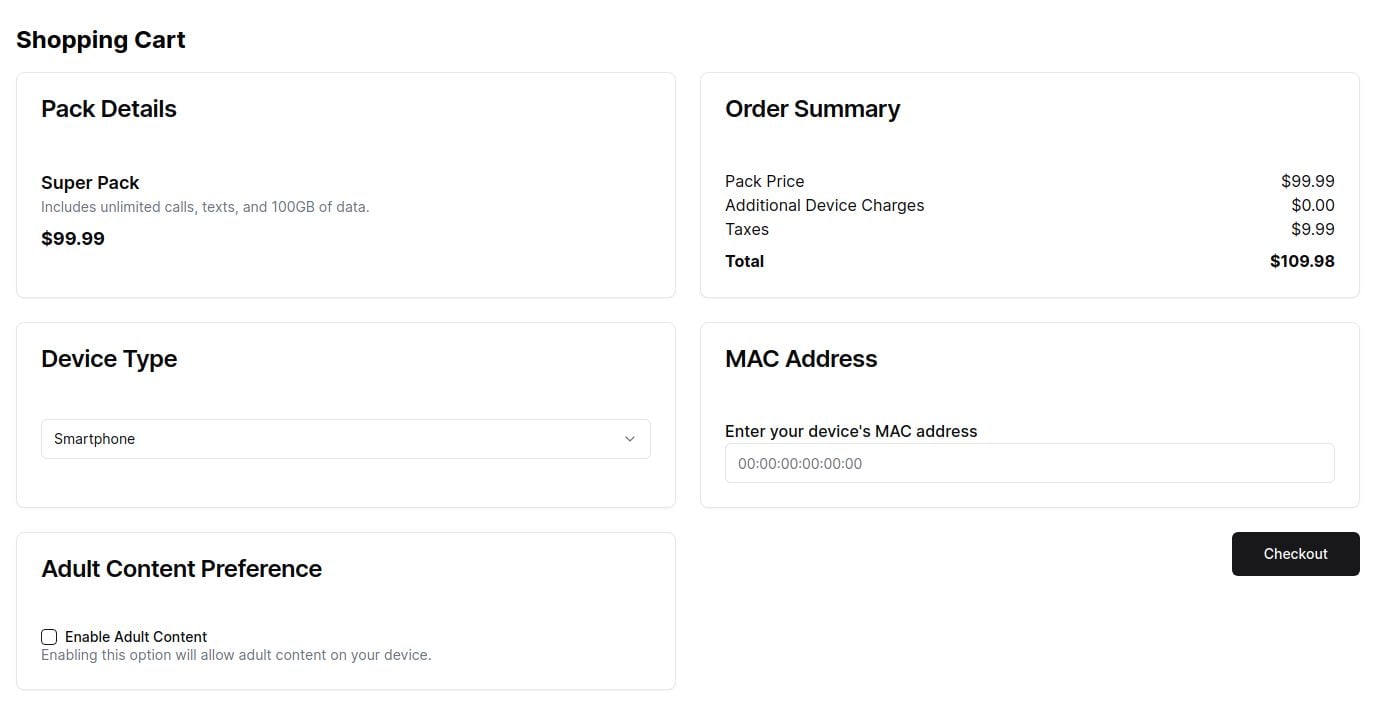 Shopping Cart
Pack Details
Super Pack
Includes unlimited calls, texts, and 100GB of data.
$99.99
Order Summary
Pack Price $99.99
Additional Device Charges $0.00
Taxes $9.99
Total $109.98
Device Type
Smartphone
MAC Address
Enter your device's MAC address
00:00:00:00:00:00
Adult Content Preference
Enable Adult Content
Enabling this option will allow adult content on your device.
Checkout